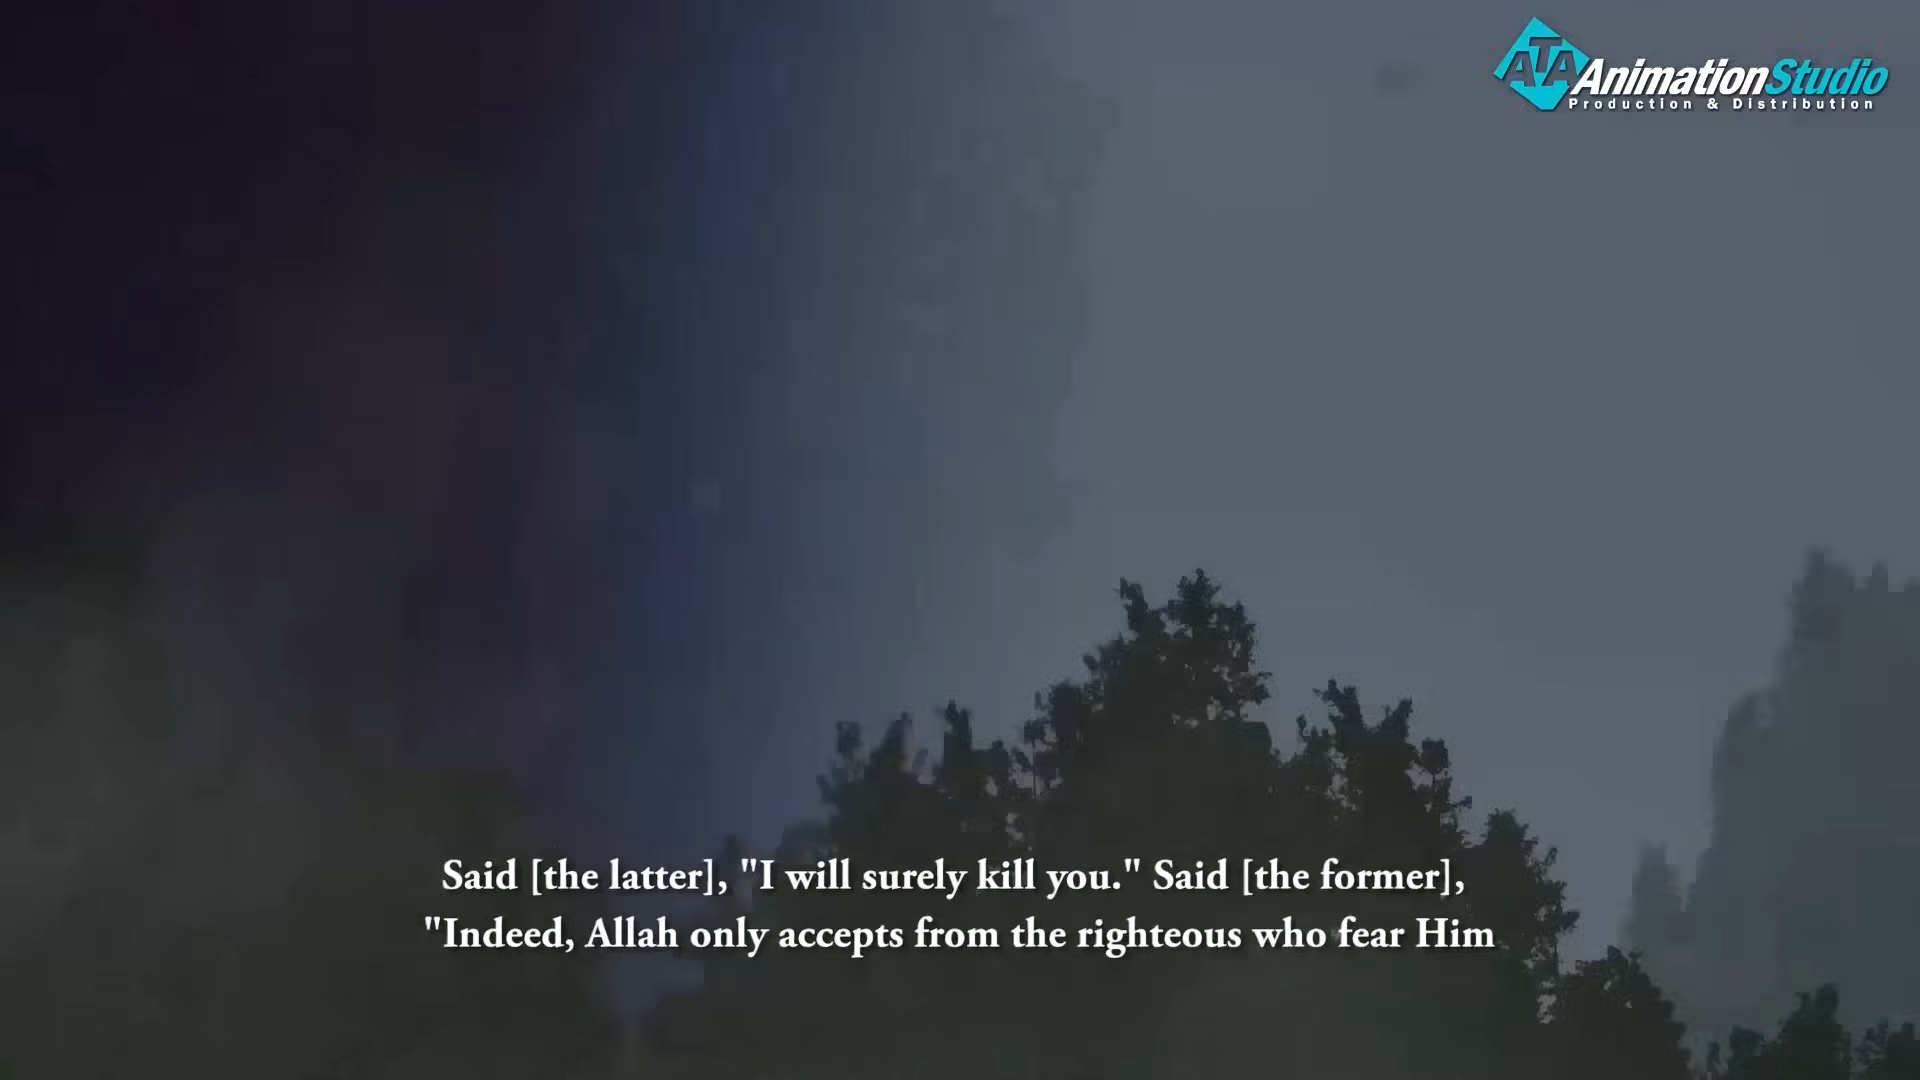 ATA AnimationStudio
Production & Distribution
Said [the latter], "I will surely kill you." Said [the former],
"Indeed, Allah only accepts from the righteous who fear Him